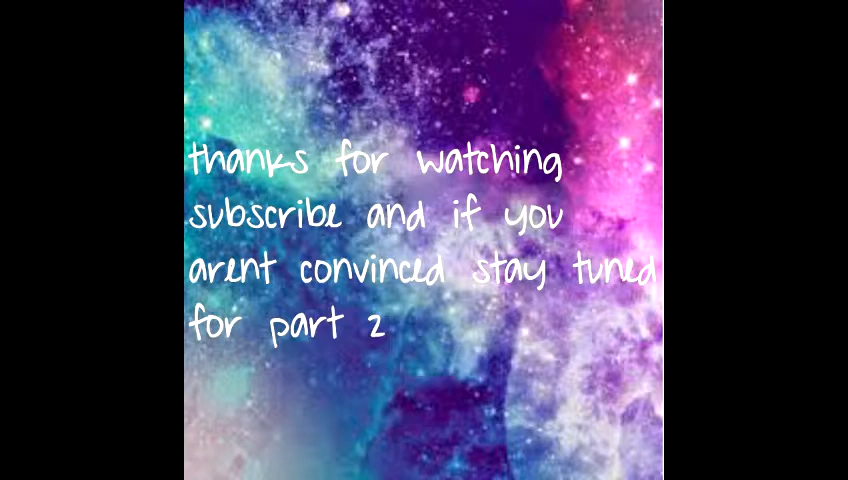 thanks for watching
subscribe and if you
arent convinced stay tuned
for part 2